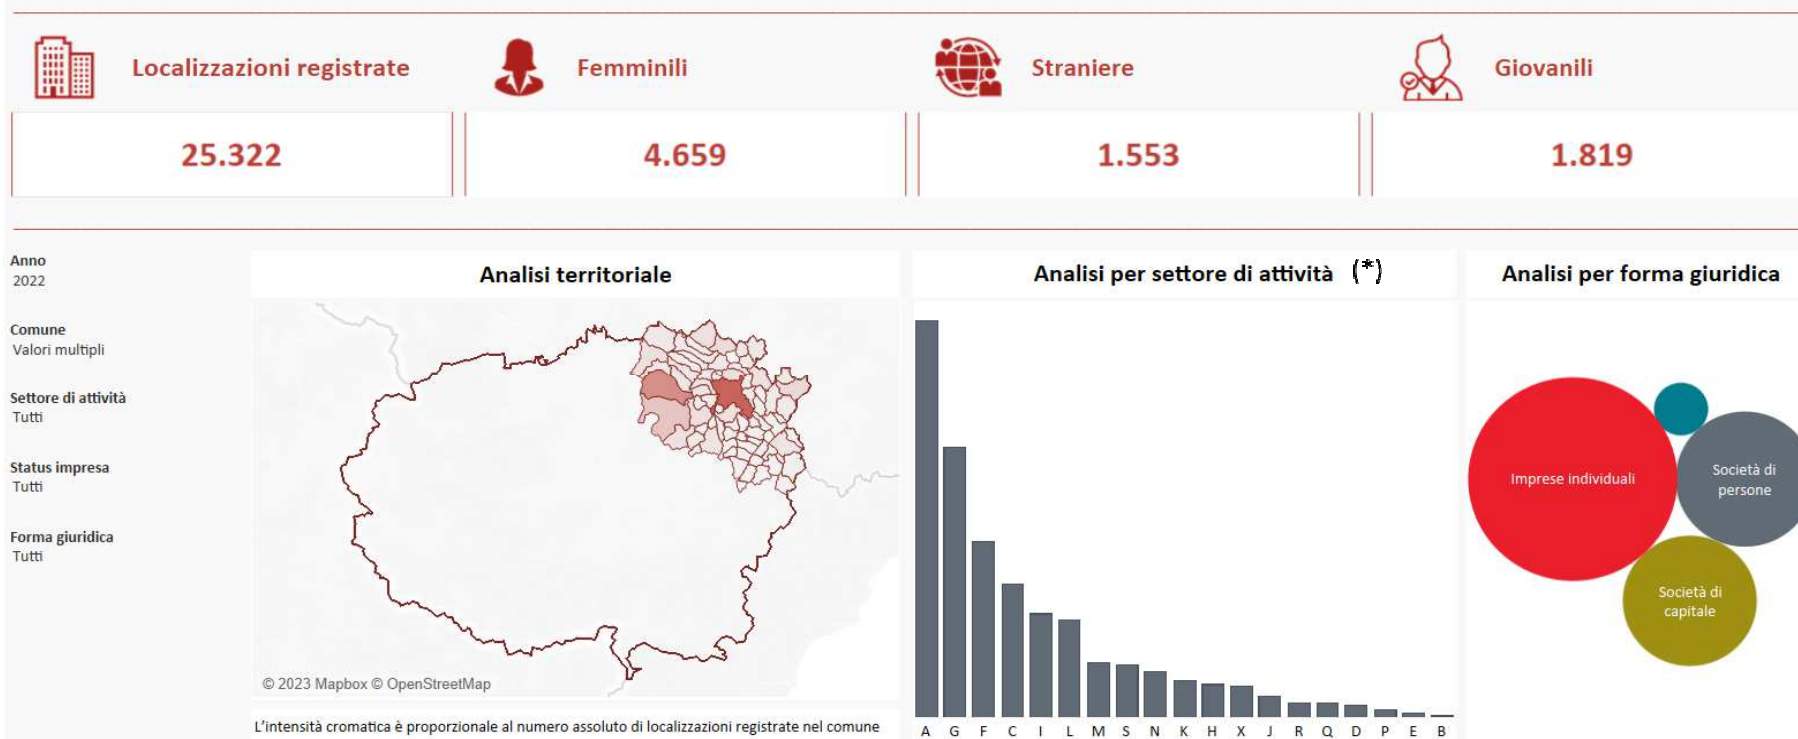 Localizzazioni registrate
Femminili
Straniere
Giovanili
25.322
4.659
1.553
1.819
Anno
2022
Comune
Valori multipli
Settore di attività
Tutti
Status impresa
Tutti
Forma giuridica
Tutti
Analisi territoriale
© 2023 Mapbox © OpenStreetMap
L'intensità cromatica è proporzionale al numero assoluto di localizzazioni registrate nel comune
Analisi per settore di attività (*)
A G F C I L M S N K H X J R Q D P E B
Analisi per forma giuridica
Imprese individuali
Società di
persone
Società di
capitale